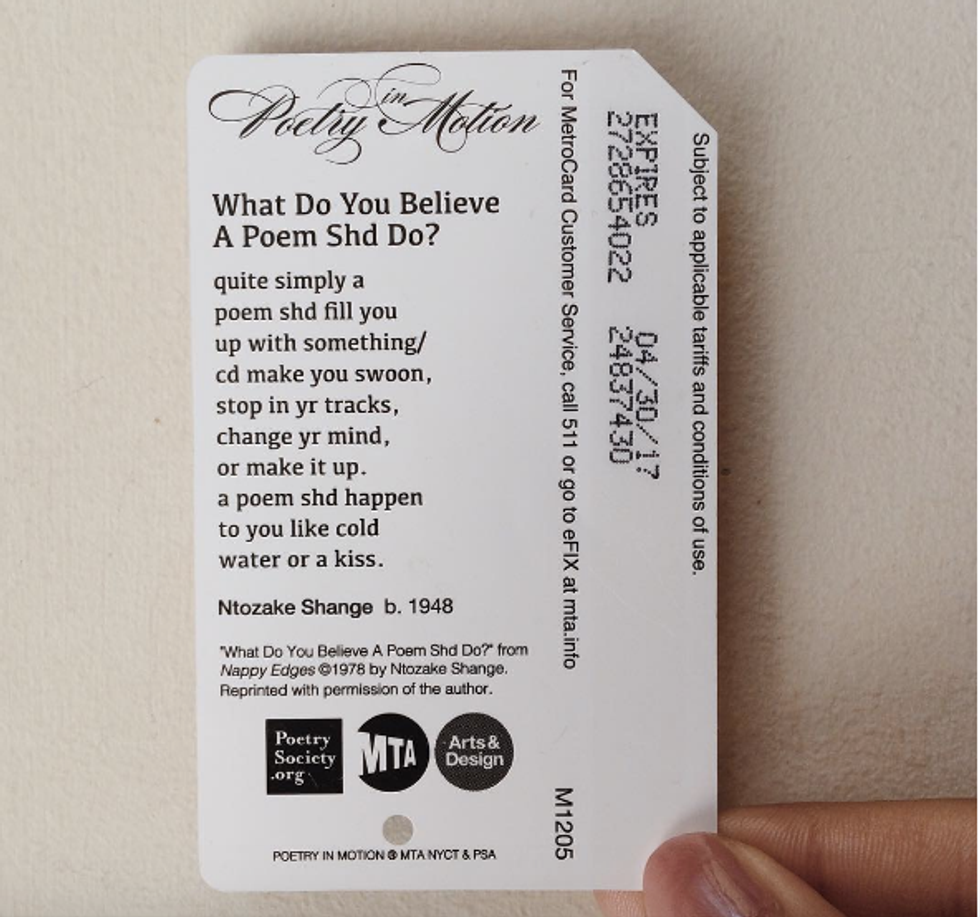 Poetry in Motion
What Do You Believe
A Poem Shd Do?
quite simply a
poem shd fill you
up with something/
cd make you swoon,
stop in yr tracks,
change yr mind,
or make it up.
a poem shd happen
to you like cold
water or a kiss.
Ntozake Shange b. 1948
"What Do You Believe A Poem Shd Do?" from
Nappy Edges ©1978 by Ntozake Shange.
Reprinted with permission of the author.
Poetry
Society
.org
MTA
Arts&
Design
POETRY IN MOTION ® MTA NYCT & PSA
Subject to applicable tariffs and conditions of use.
EXPIRES 04/30/17
2728654022 24837430
For MetroCard Customer Service, call 511 or go to eFIX at mta.info
M1205